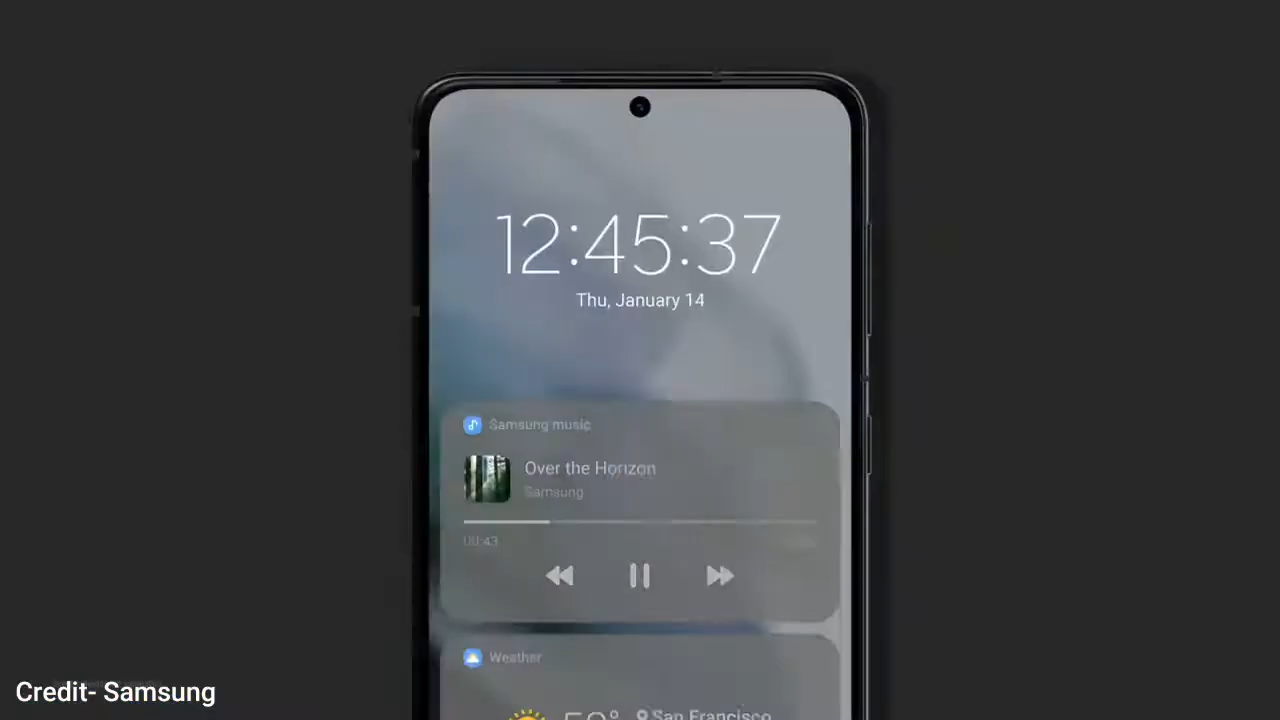 12:45:37
Thu, January 14
Samsung music
Over the Horizon
Samsung
00:43
Weather
San Francisco
Credit- Samsung